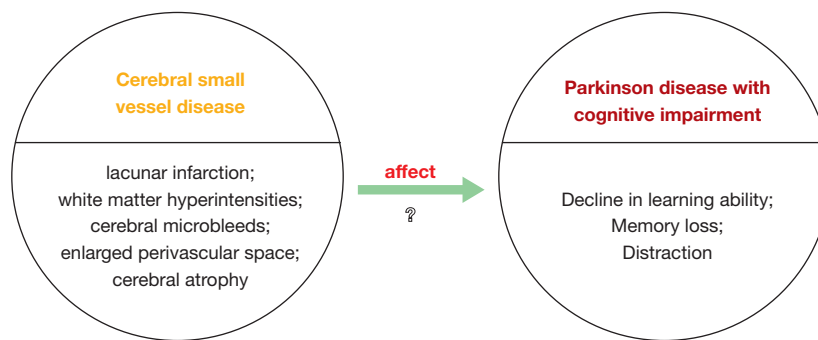 Cerebral small
vessel disease
lacunar infarction;
white matter hyperintensities;
cerebral microbleeds;
enlarged perivascular space;
cerebral atrophy
affect
?
Parkinson disease with
cognitive impairment
Decline in learning ability;
Memory loss;
Distraction